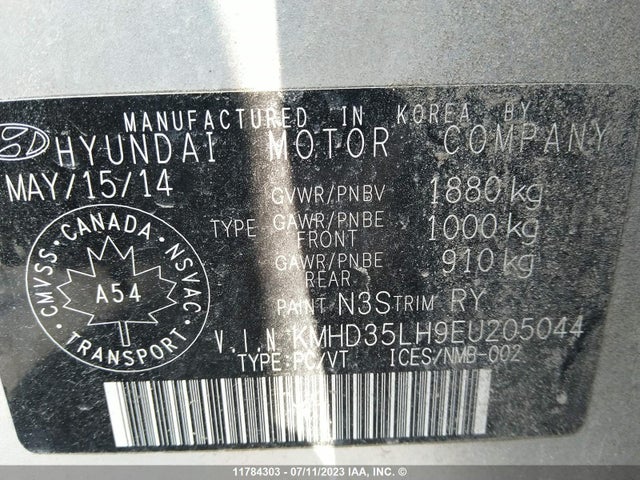 MANUFACTURED IN KOREA BY
HYUNDAI MOTOR COMPANY
MAY/15/14
GVWR/PNBV 1880 kg
TYPE GAWR/PNBE FRONT 1000 kg
GAWR/PNBE REAR 910 kg
PAINT N3S TRIM RY
V.I.N KMHD35LH9EU205044
TYPE:PC/VT ICES/NMB-002
CMVSS · CANADA · NSVAC
A54
TRANSPORT
11784303 - 07/11/2023 IAA, INC. ©